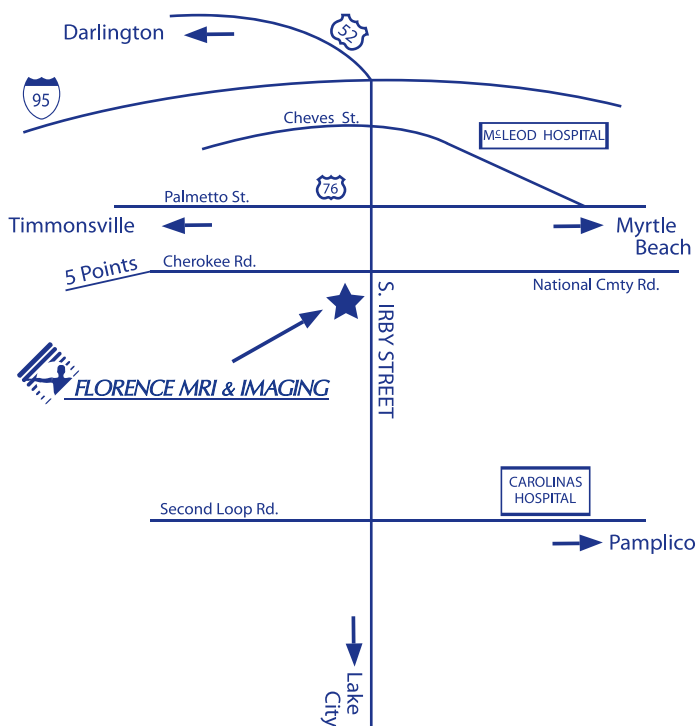 Darlington
52
95
Cheves St.
McLEOD HOSPITAL
76
Palmetto St.
Timmonsville
Myrtle
Beach
5 Points
Cherokee Rd.
National Cmty Rd.
S. IRBY STREET
FLORENCE MRI & IMAGING
CAROLINAS
HOSPITAL
Second Loop Rd.
Pamplico
Lake
City